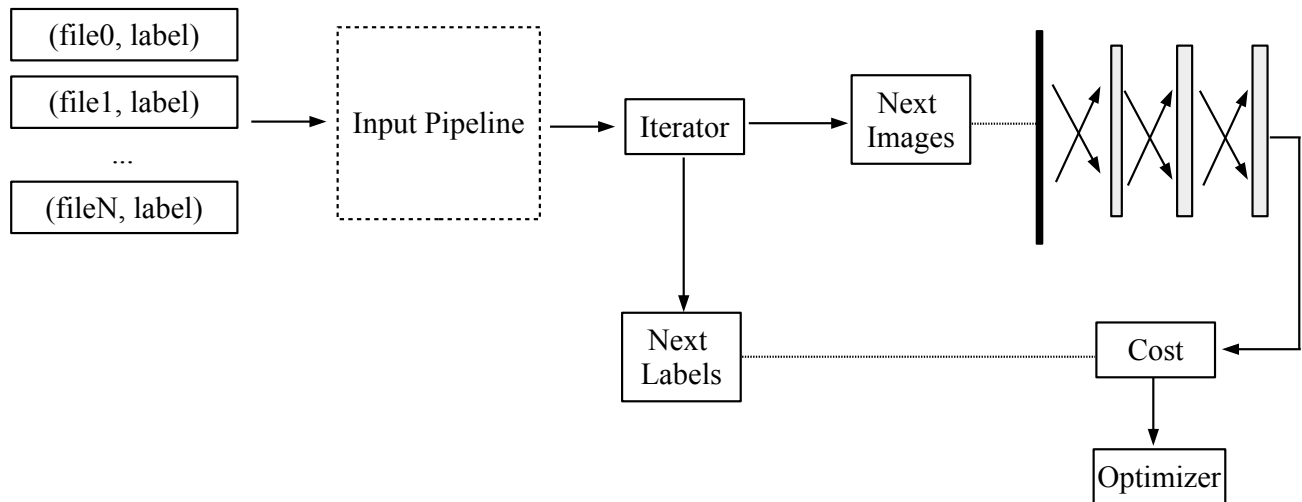 (file0, label)
(file1, label)
...
(fileN, label)
Input Pipeline
Iterator
Next
Images
Next
Labels
Cost
Optimizer